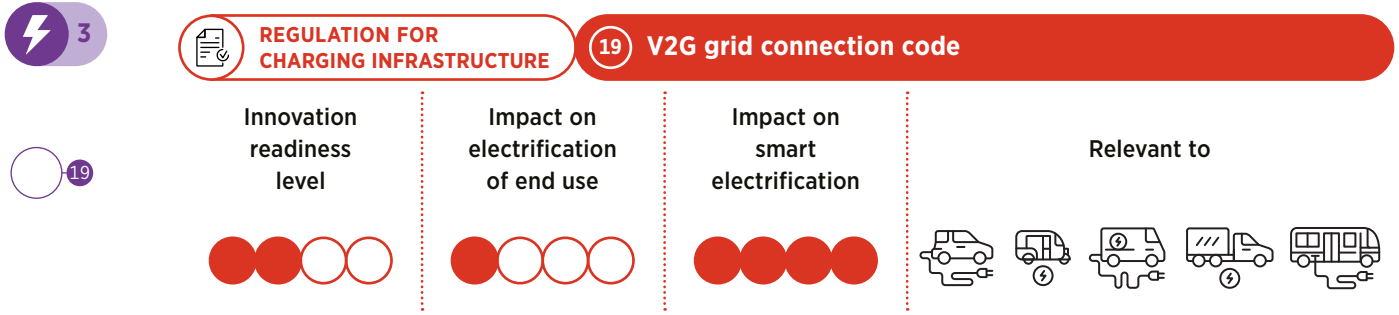 3
REGULATION FOR
CHARGING INFRASTRUCTURE
19 V2G grid connection code
19
Innovation
readiness
level
Impact on
electrification
of end use
Impact on
smart
electrification
Relevant to